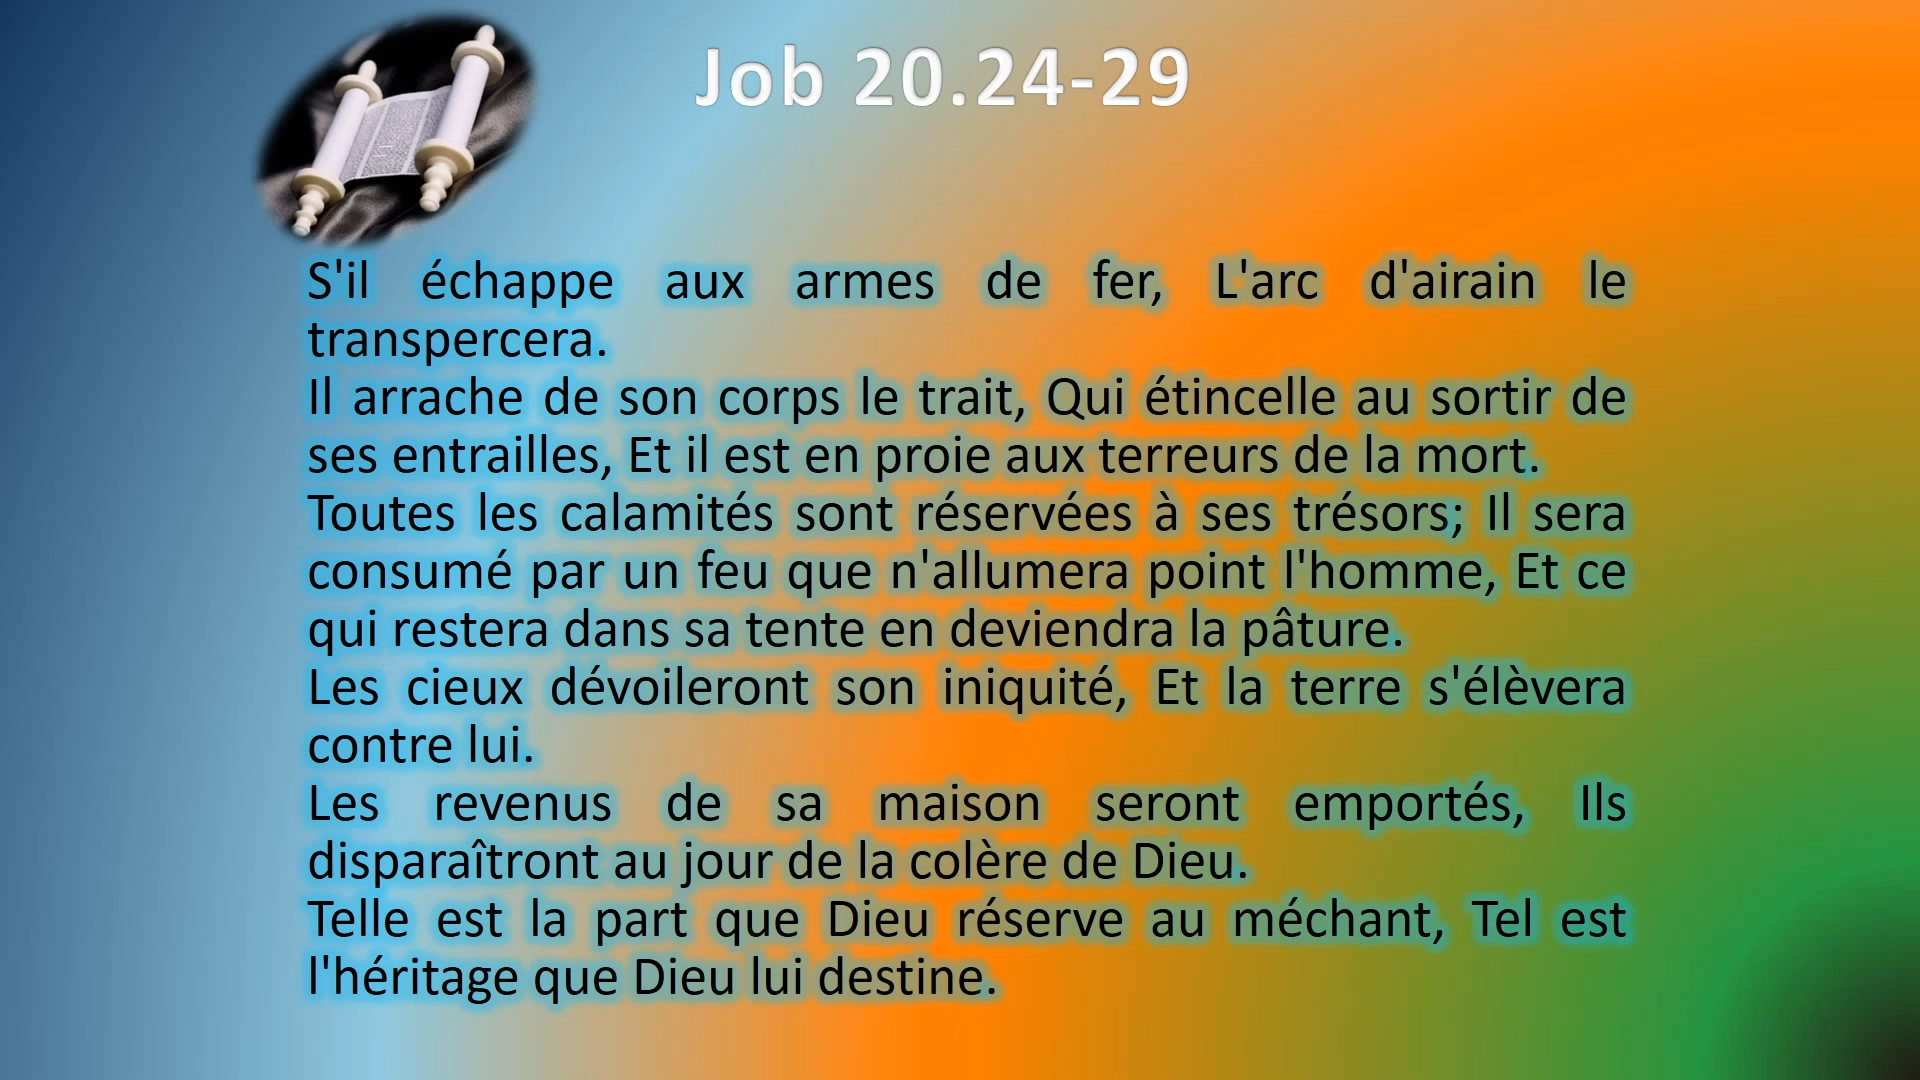 Job 20.24-29
S'il échappe aux armes de fer, L'arc d'airain le
transpercera.
Il arrache de son corps le trait, Qui étincelle au sortir de
ses entrailles, Et il est en proie aux terreurs de la mort.
Toutes les calamités sont réservées à ses trésors; Il sera
consumé par un feu que n'allumera point l'homme, Et ce
qui restera dans sa tente en deviendra la pâture.
Les cieux dévoileront son iniquité, Et la terre s'élèvera
contre lui.
Les revenus de sa maison seront emportés, Ils
disparaîtront au jour de la colère de Dieu.
Telle est la part que Dieu réserve au méchant, Tel est
l'héritage que Dieu lui destine.